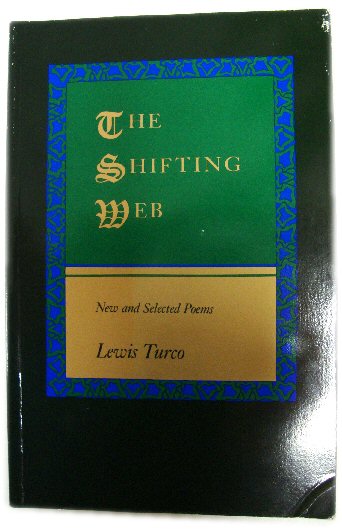 THE
SHIFTING
WEB
New and Selected Poems
Lewis Turco